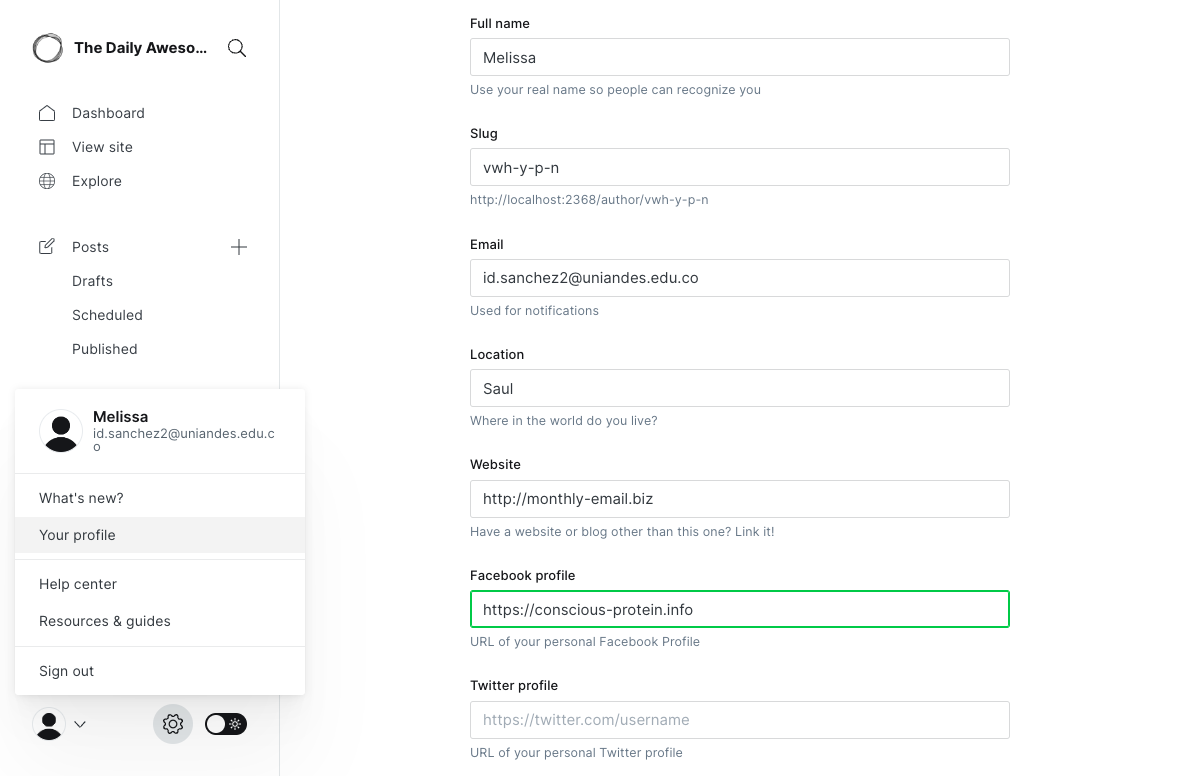 The Daily Aweso...
Dashboard
View site
Explore
Posts
Drafts
Scheduled
Published
Melissa
id.sanchez2@uniandes.edu.c
o
What's new?
Your profile
Help center
Resources & guides
Sign out
Full name
Melissa
Use your real name so people can recognize you
Slug
vwh-y-p-n
http://localhost:2368/author/vwh-y-p-n
Email
id.sanchez2@uniandes.edu.co
Used for notifications
Location
Saul
Where in the world do you live?
Website
http://monthly-email.biz
Have a website or blog other than this one? Link it!
Facebook profile
https://conscious-protein.info
URL of your personal Facebook Profile
Twitter profile
https://twitter.com/username
URL of your personal Twitter profile